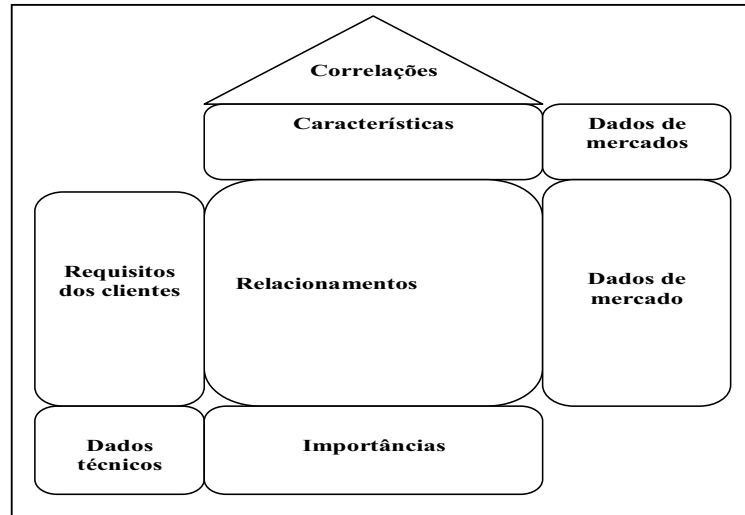 Correlações
Características
Dados de
mercados
Requisitos
dos clientes
Relacionamentos
Dados de
mercado
Dados
técnicos
Importâncias